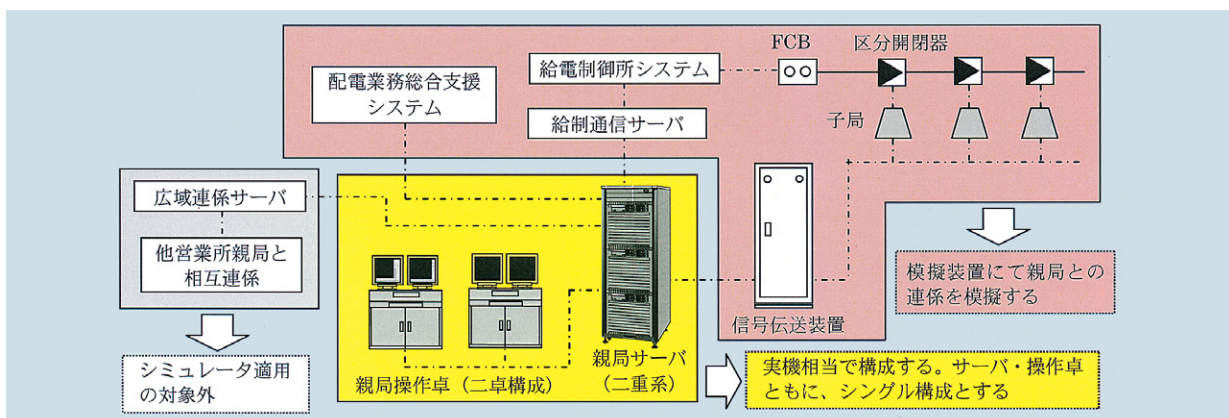 FCB
区分開閉器
給電制御所システム
配電業務総合支援
システム
給制通信サーバ
子局
広域連係サーバ
他営業所親局と
相互連係
模擬装置にて親局との
連係を模擬する
信号伝送装置
シミュレータ適用
の対象外
親局操作卓（二卓構成）
親局サーバ
（二重系）
実機相当で構成する。サーバ・操作卓
ともに、シングル構成とする